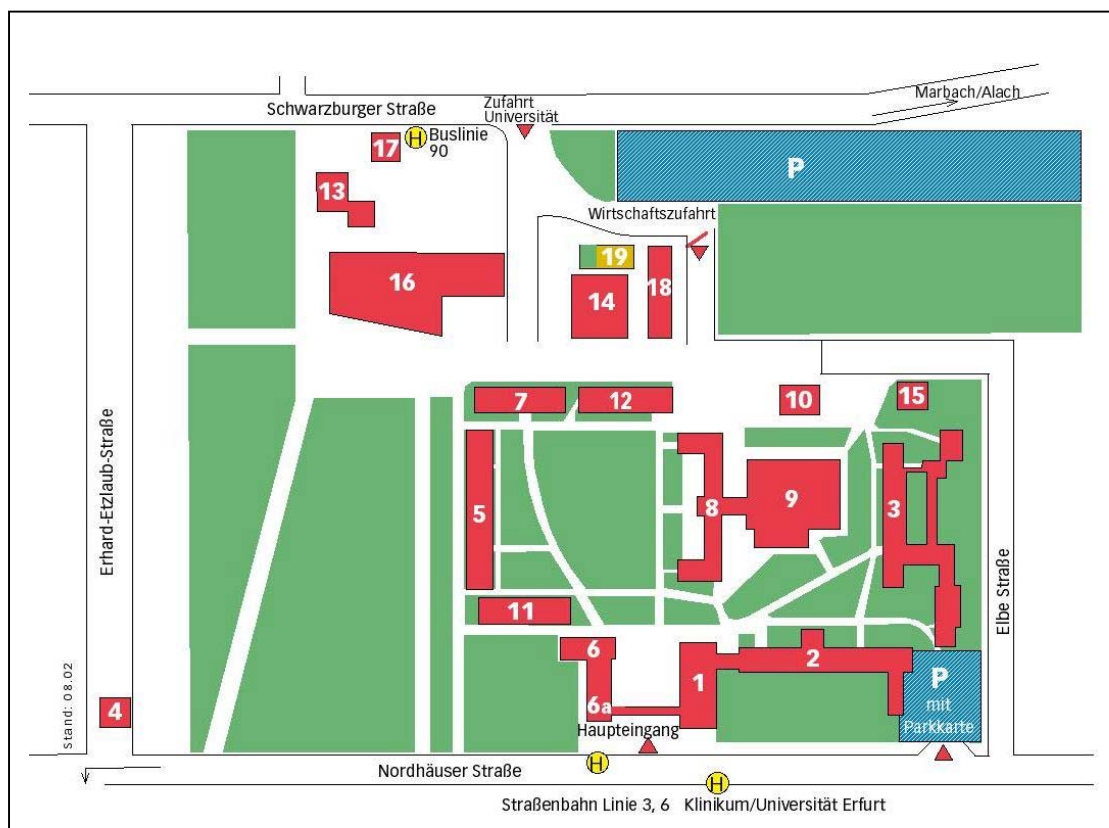 Marbach/Alach
Schwarzburger Straße
Zufahrt
Universität
H
Buslinie
90
17
P
13
Wirtschaftszufahrt
19
16
14
18
7
12
10
15
5
8
9
3
Erhard-Etzlaub-Straße
Elbe Straße
11
6
2
1
6a
P
mit
Parkkarte
4
Stand: 08.02
Haupteingang
H
Nordhäuser Straße
H
Straßenbahn Linie 3, 6 Klinikum/Universität Erfurt